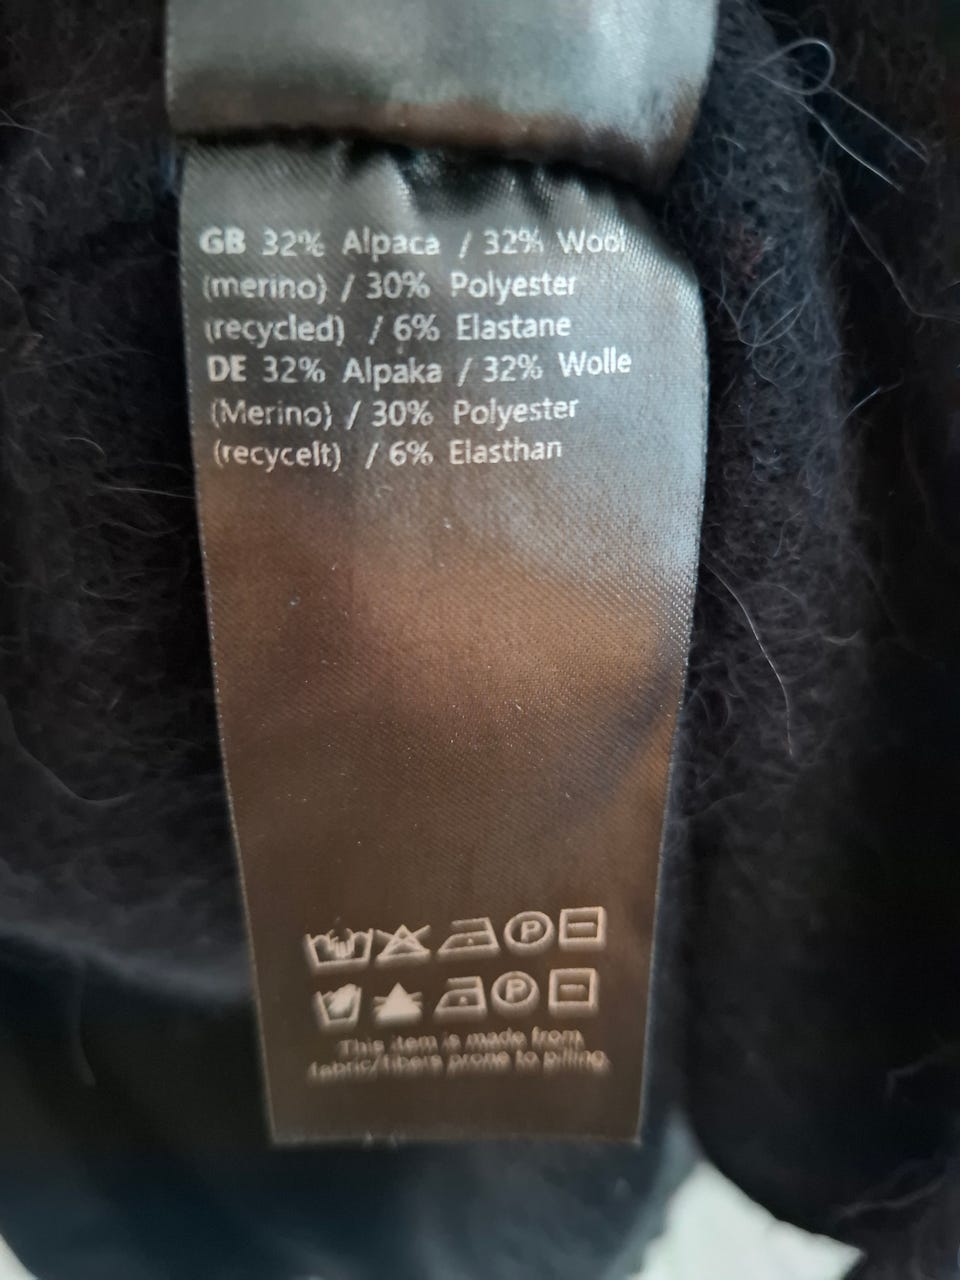 GB 32% Alpaca / 32% Wool
(merino) / 30% Polyester
(recycled) / 6% Elastane
DE 32% Alpaka / 32% Wolle
(Merino) / 30% Polyester
(recycelt) / 6% Elasthan
P
P
This item is made from
fabric/fibers prone to pilling.